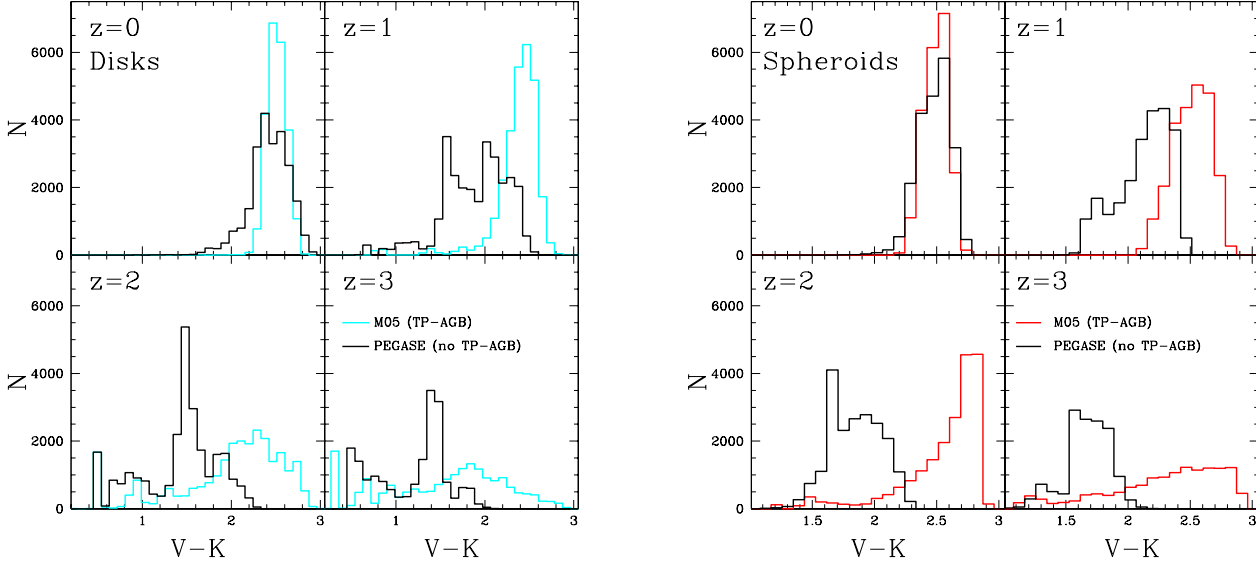 z=0
Disks
z=1
N
6000
4000
2000
0
z=2
z=3
N
6000
4000
2000
0
M05 (TP-AGB)
PEGASE (no TP-AGB)
1 2 3
1 2 3
V-K
V-K
z=0
Spheroids
z=1
N
6000
4000
2000
0
z=2
z=3
N
6000
4000
2000
0
M05 (TP-AGB)
PEGASE (no TP-AGB)
1.5 2 2.5 3
1.5 2 2.5 3
V-K
V-K